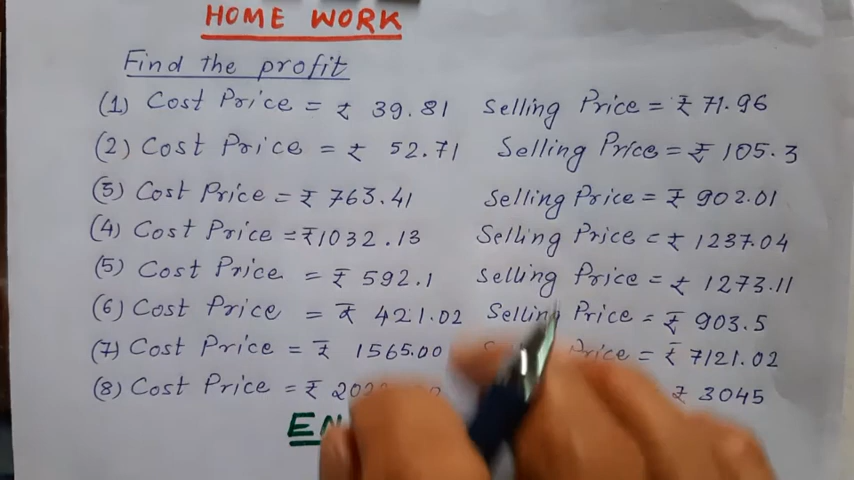 HOME WORK
Find the profit
(1) Cost Price = ₹ 39.81 Selling Price = ₹ 71.96
(2) Cost Price = ₹ 52.71 Selling Price = ₹ 105.3
(3) Cost Price = ₹ 763.41 Selling Price = ₹ 902.01
(4) Cost Price = ₹1032.13 Selling Price = ₹ 1237.04
(5) Cost Price = ₹ 592.1 Selling Price = ₹ 1273.11
(6) Cost Price = ₹ 421.02 Selling Price = ₹ 903.5
(7) Cost Price = ₹ 1565.00 Price = ₹ 7121.02
(8) Cost Price = ₹ ₹ 3045